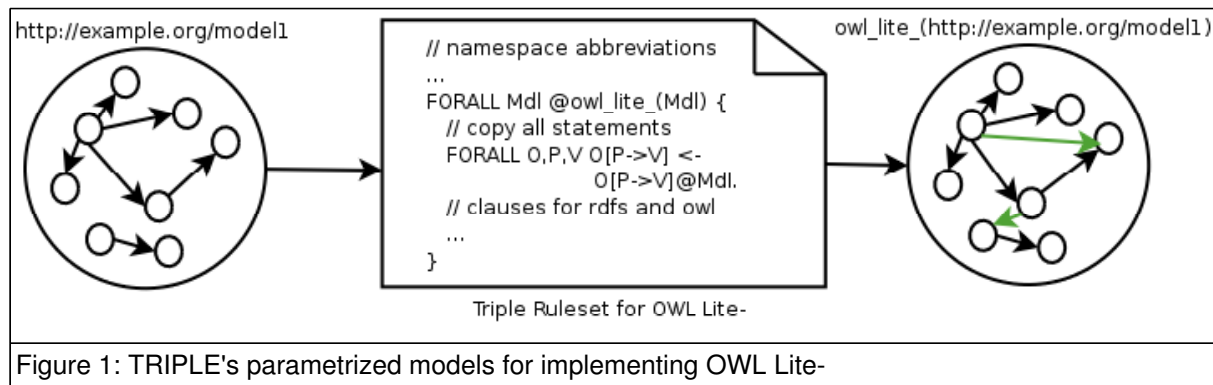 http://example.org/model1
// namespace abbreviations
...
FORALL Mdl @owl_lite_(Mdl) {
// copy all statements
FORALL O,P,V O[P->V] <-
O[P->V]@Mdl.
// clauses for rdfs and owl
...
}
Triple Ruleset for OWL Lite-
owl_lite_(http://example.org/model1)
Figure 1: TRIPLE's parametrized models for implementing OWL Lite-